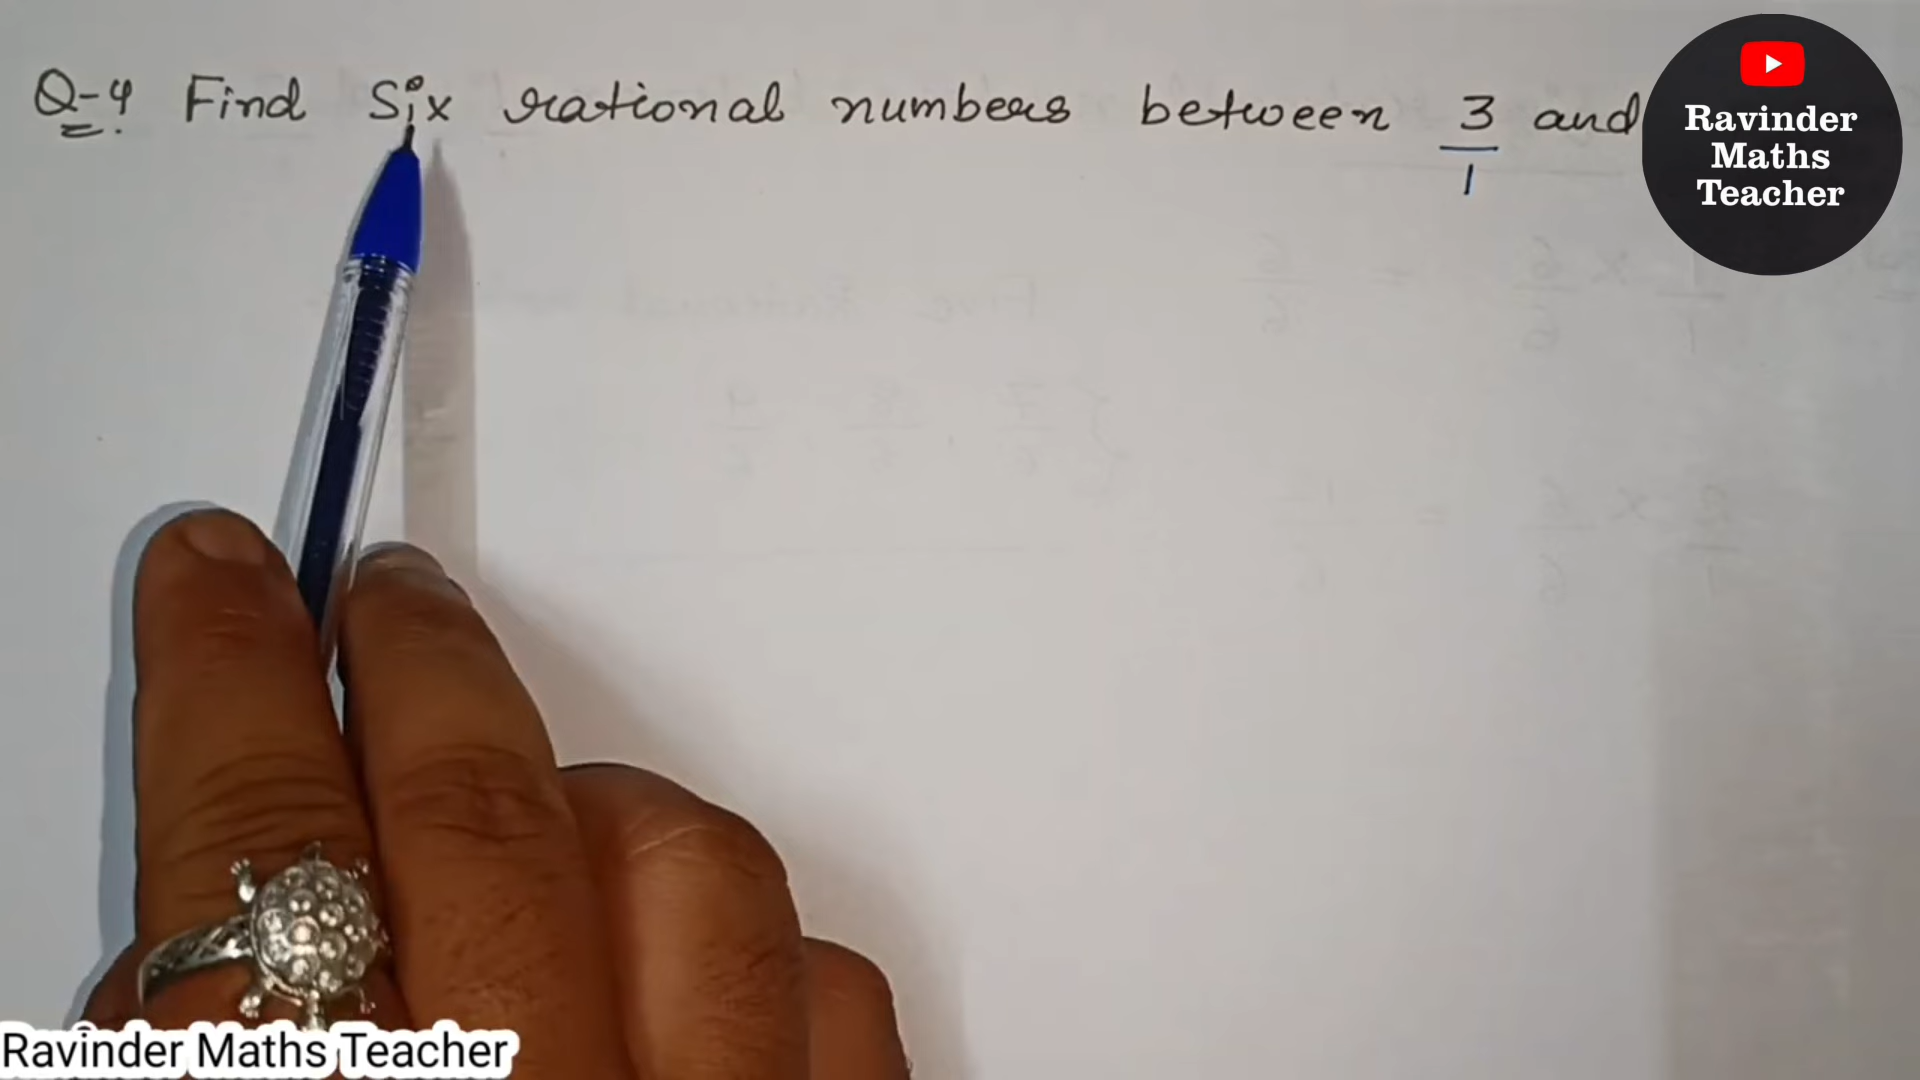 Q-4 Find Six rational numbers between 3/1 and
Ravinder
Maths
Teacher
Ravinder Maths Teacher